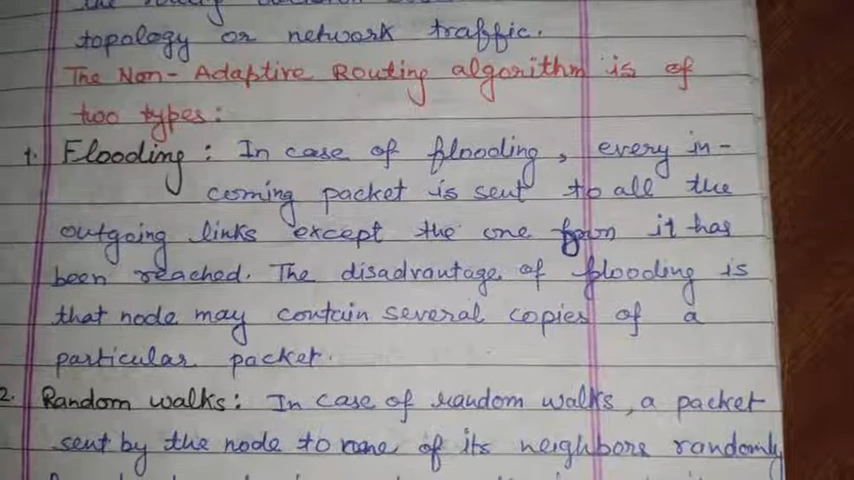 the
topology or network traffic.
The Non-Adaptive Routing algorithm is of
two types:
1. Flooding: In case of flooding, every in-
coming packet is sent to all the
outgoing links except the one from it has
been reached. The disadvantage of flooding is
that node may contain several copies of a
particular packet.
2. Random walks: In case of random walks, a packet
sent by the node to one of its neighbors randomly